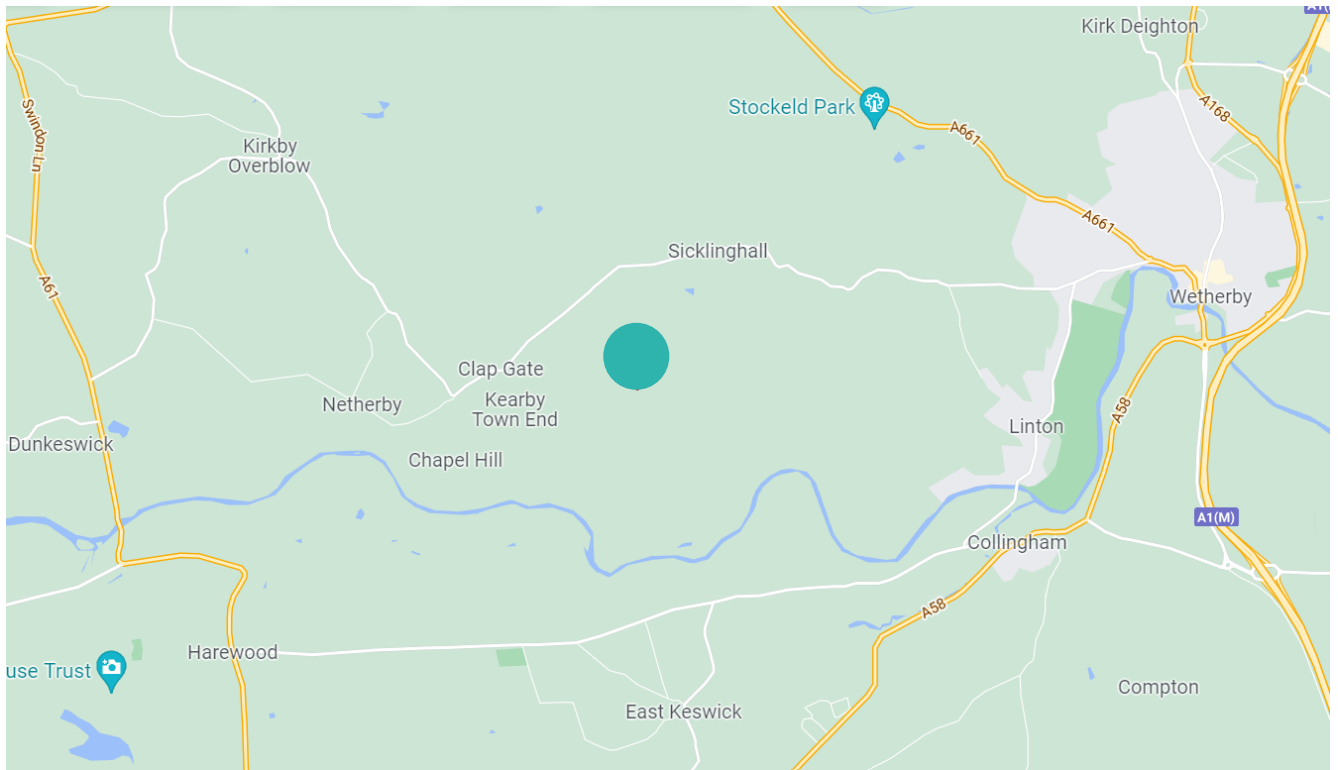 A1(
Kirk Deighton
Stockeld Park
A168
Swindon Ln
A661
Kirkby
Overblow
A661
Sicklinghall
A61
Wetherby
Clap Gate
Kearby
Town End
Netherby
A58
Linton
Dunkeswick
Chapel Hill
A1(M)
Collingham
A58
Harewood
use Trust
Compton
East Keswick